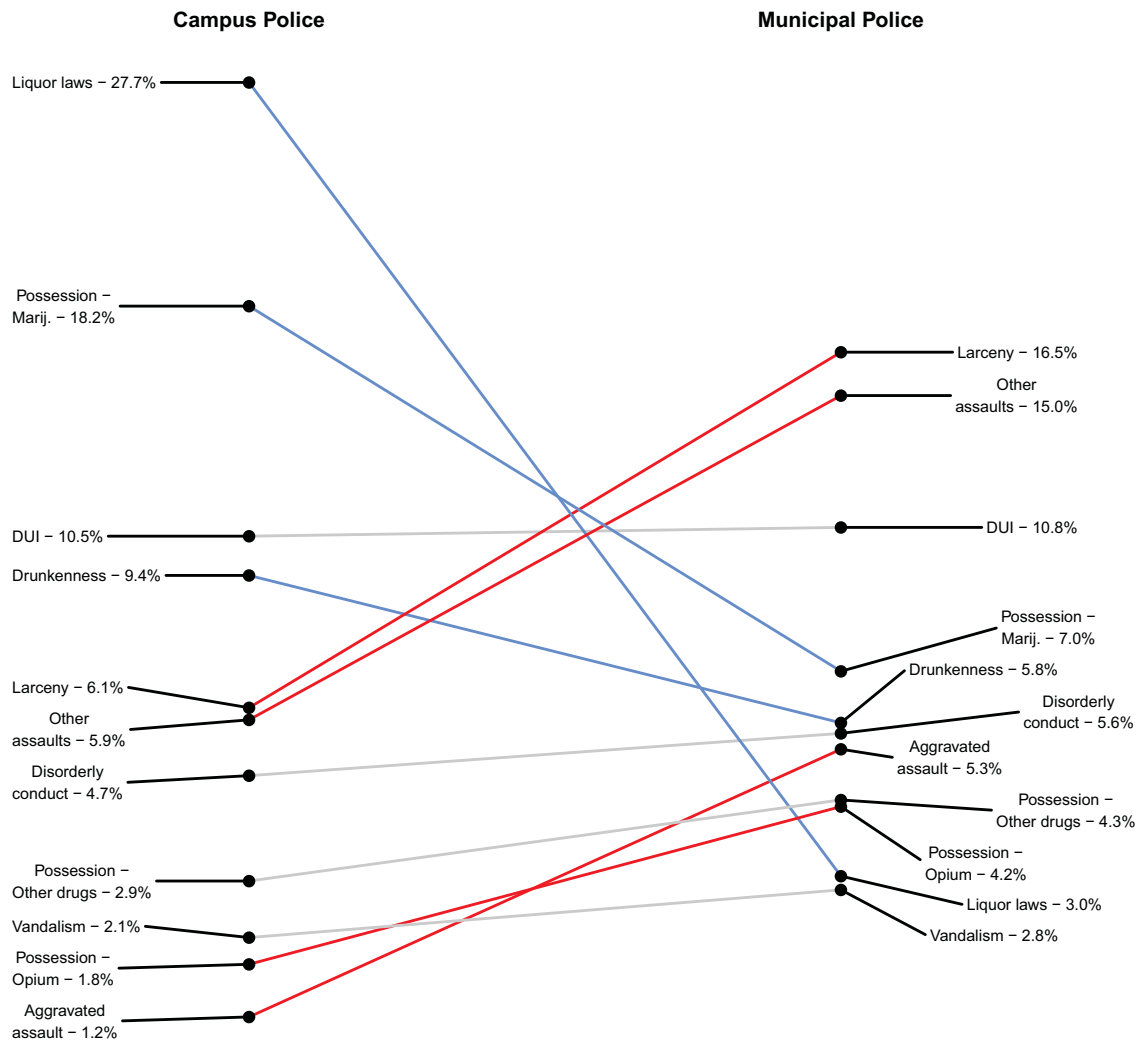 Campus Police
Municipal Police
Liquor laws − 27.7%
Possession −
Marij. − 18.2%
DUI − 10.5%
Drunkenness − 9.4%
Larceny − 6.1%
Other
assaults − 5.9%
Disorderly
conduct − 4.7%
Possession −
Other drugs − 2.9%
Vandalism − 2.1%
Possession −
Opium − 1.8%
Aggravated
assault − 1.2%
Larceny − 16.5%
Other
assaults − 15.0%
DUI − 10.8%
Possession −
Marij. − 7.0%
Drunkenness − 5.8%
Disorderly
conduct − 5.6%
Aggravated
assault − 5.3%
Possession −
Other drugs − 4.3%
Possession −
Opium − 4.2%
Liquor laws − 3.0%
Vandalism − 2.8%